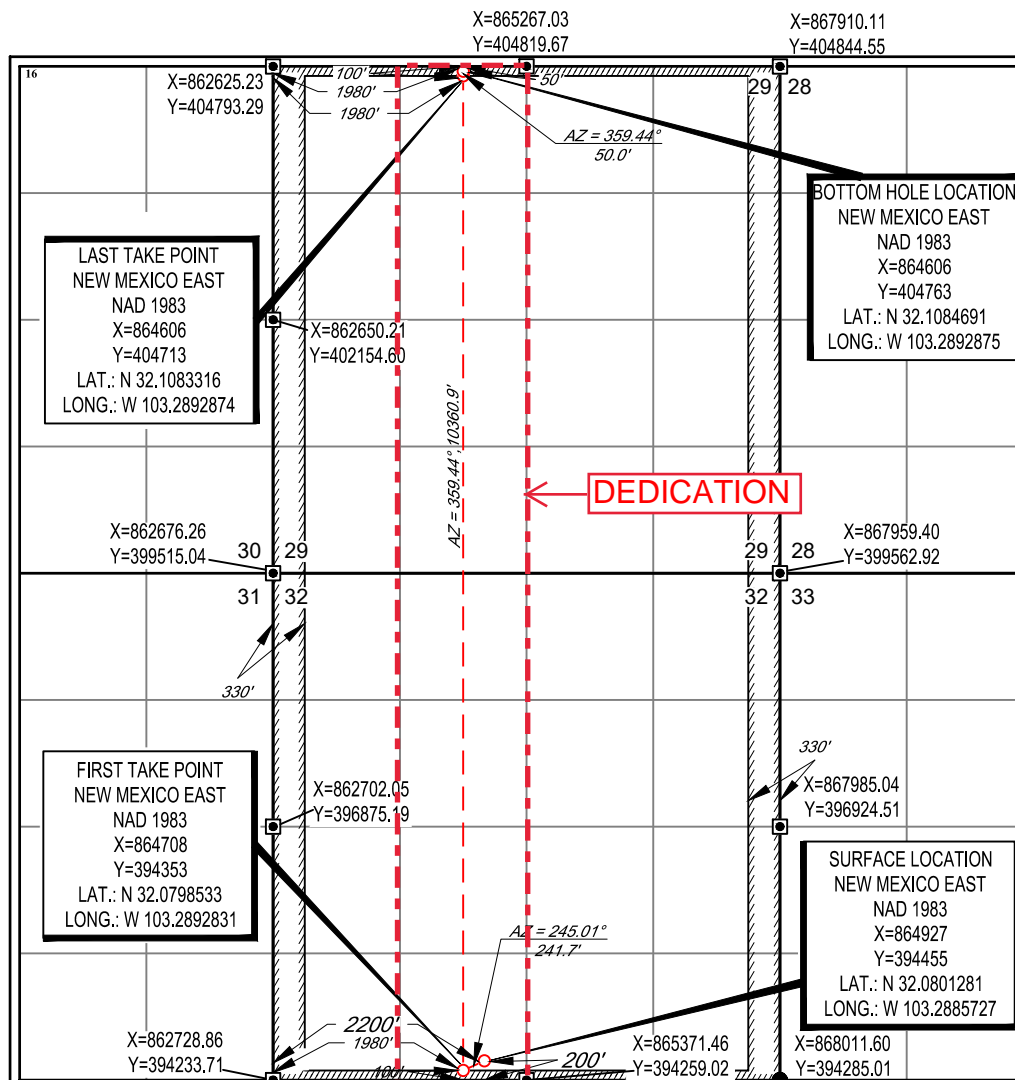 X=865267.03
Y=404819.67
X=867910.11
Y=404844.55
16
X=862625.23
Y=404793.29
100'
1980'
1980'
50'
29 28
AZ = 359.44°
50.0'
BOTTOM HOLE LOCATION
NEW MEXICO EAST
NAD 1983
X=864606
Y=404763
LAT.: N 32.1084691
LONG.: W 103.2892875
LAST TAKE POINT
NEW MEXICO EAST
NAD 1983
X=864606
Y=404713
LAT.: N 32.1083316
LONG.: W 103.2892874
X=862650.21
Y=402154.60
AZ = 359.44°, 10360.9'
DEDICATION
X=862676.26
Y=399515.04
30 29
31 32
29 28
32 33
X=867959.40
Y=399562.92
330'
330'
FIRST TAKE POINT
NEW MEXICO EAST
NAD 1983
X=864708
Y=394353
LAT.: N 32.0798533
LONG.: W 103.2892831
X=862702.05
Y=396875.19
X=867985.04
Y=396924.51
SURFACE LOCATION
NEW MEXICO EAST
NAD 1983
X=864927
Y=394455
LAT.: N 32.0801281
LONG.: W 103.2885727
AZ = 245.01°
241.7'
X=862728.86
Y=394233.71
2200'
1980'
100'
200'
X=865371.46
Y=394259.02
X=868011.60
Y=394285.01